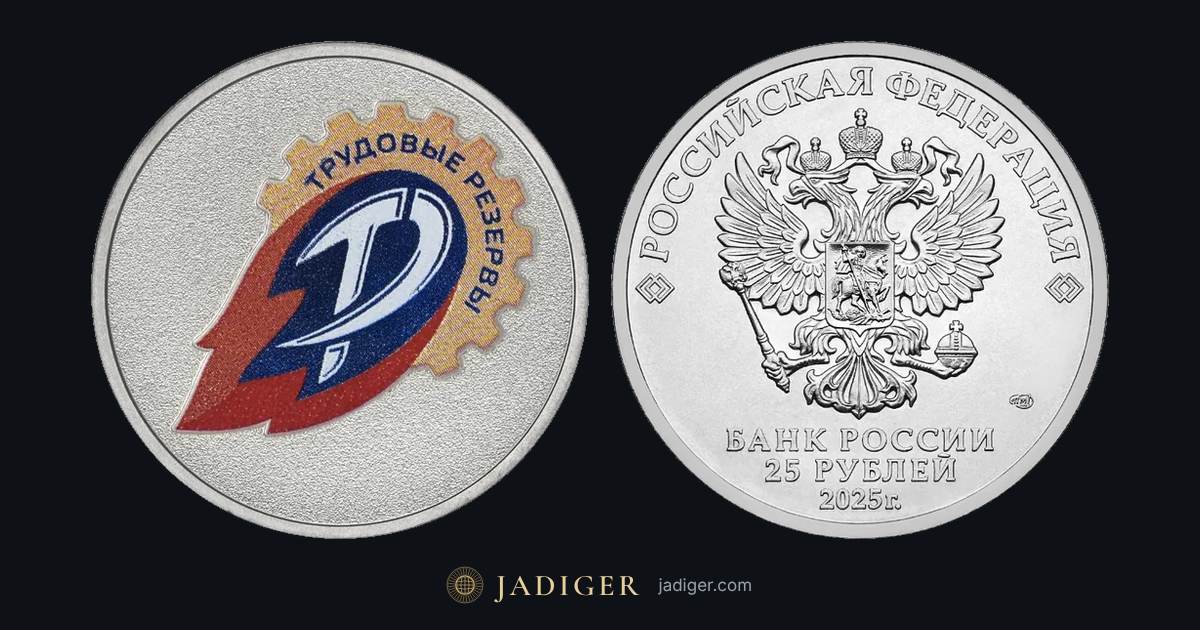 ТРУДОВЫЕ РЕЗЕРВЫ
РОССИЙСКАЯ ФЕДЕРАЦИЯ
БАНК РОССИИ
25 РУБЛЕЙ
2025г.
JADIGER jadiger.com